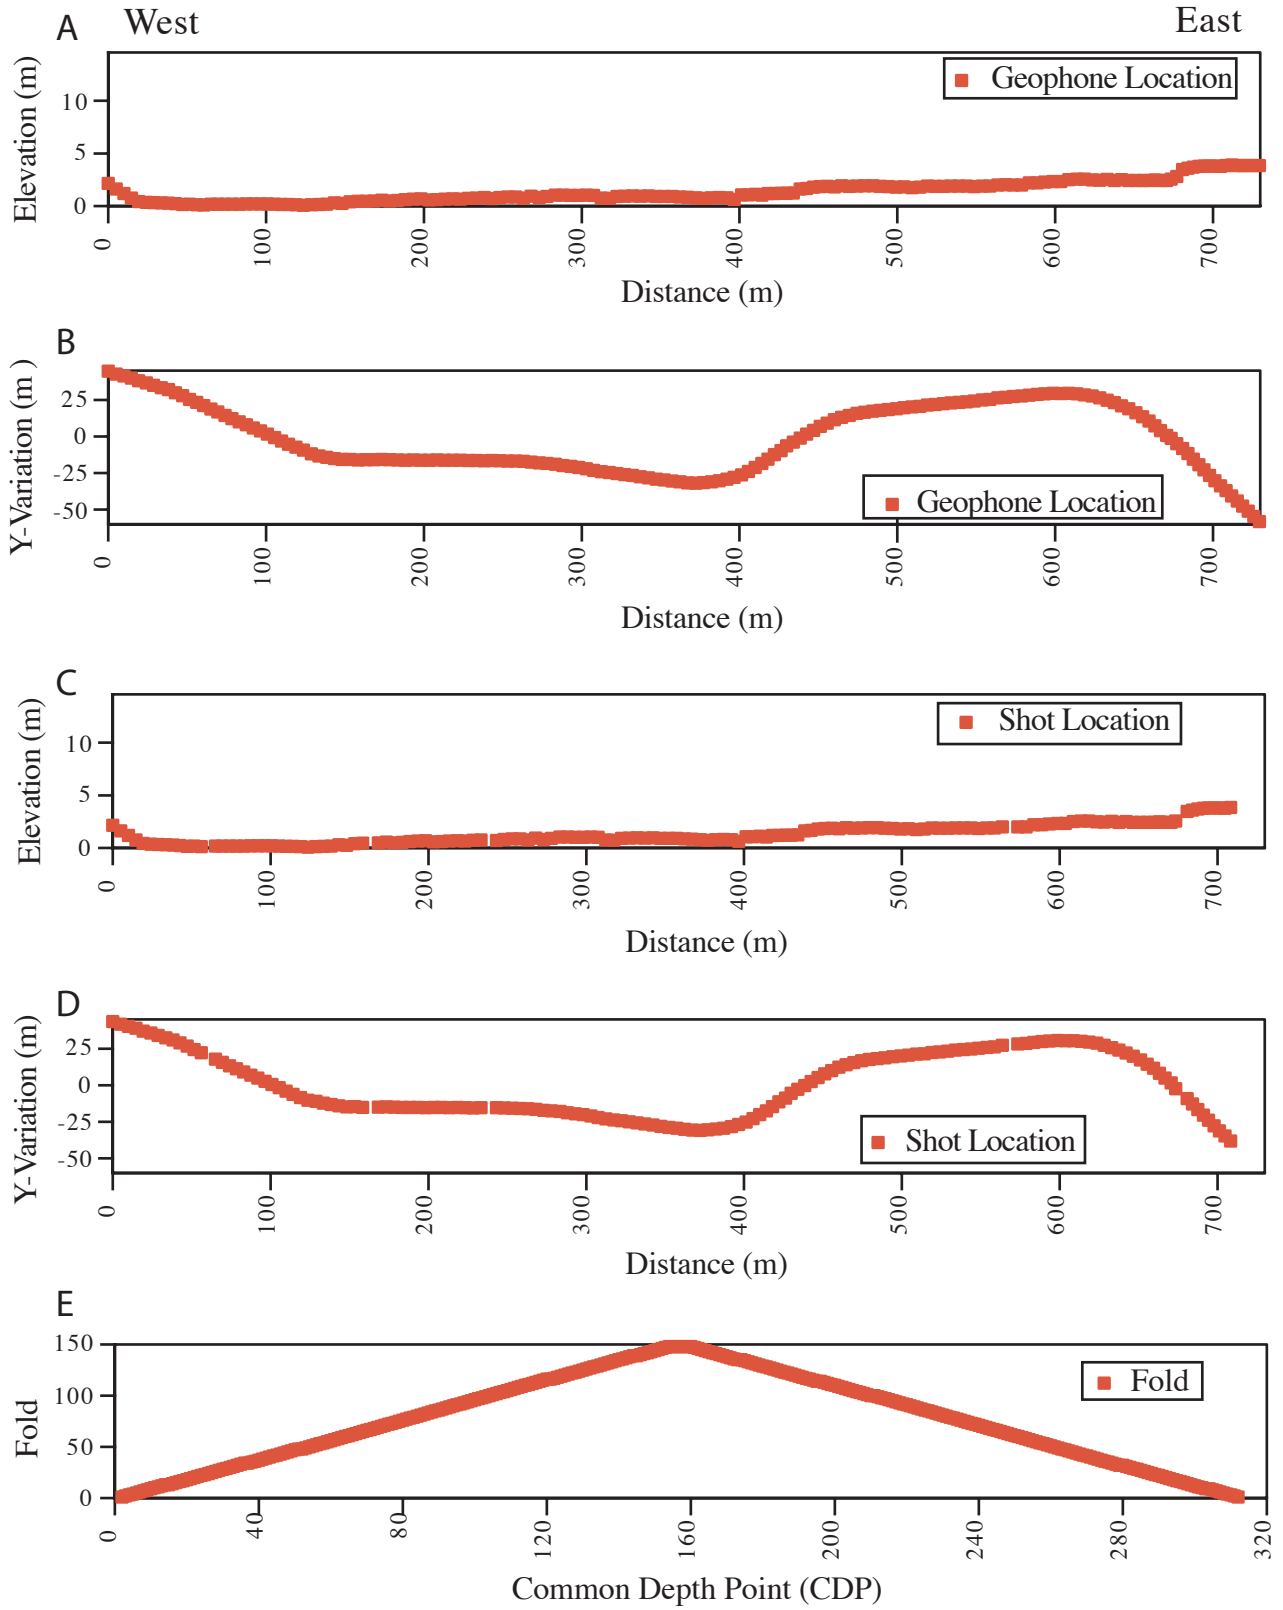 A West East
Geophone Location
Elevation (m)
10
5
0
0 100 200 300 400 500 600 700
Distance (m)
B
Y-Variation (m )
25
0
-25
-50
Geophone Location
0 100 200 300 400 500 600 700
Distance (m)
C
Shot Location
Elevation (m)
10
5
0
0 100 200 300 400 500 600 700
Distance (m)
D
Y-Variation (m)
25
0
-25
-50
Shot Location
0 100 200 300 400 500 600 700
Distance (m)
E
Fold
150
100
50
0
Fold
0 40 80 120 160 200 240 280 320
Common Depth Point (CDP)